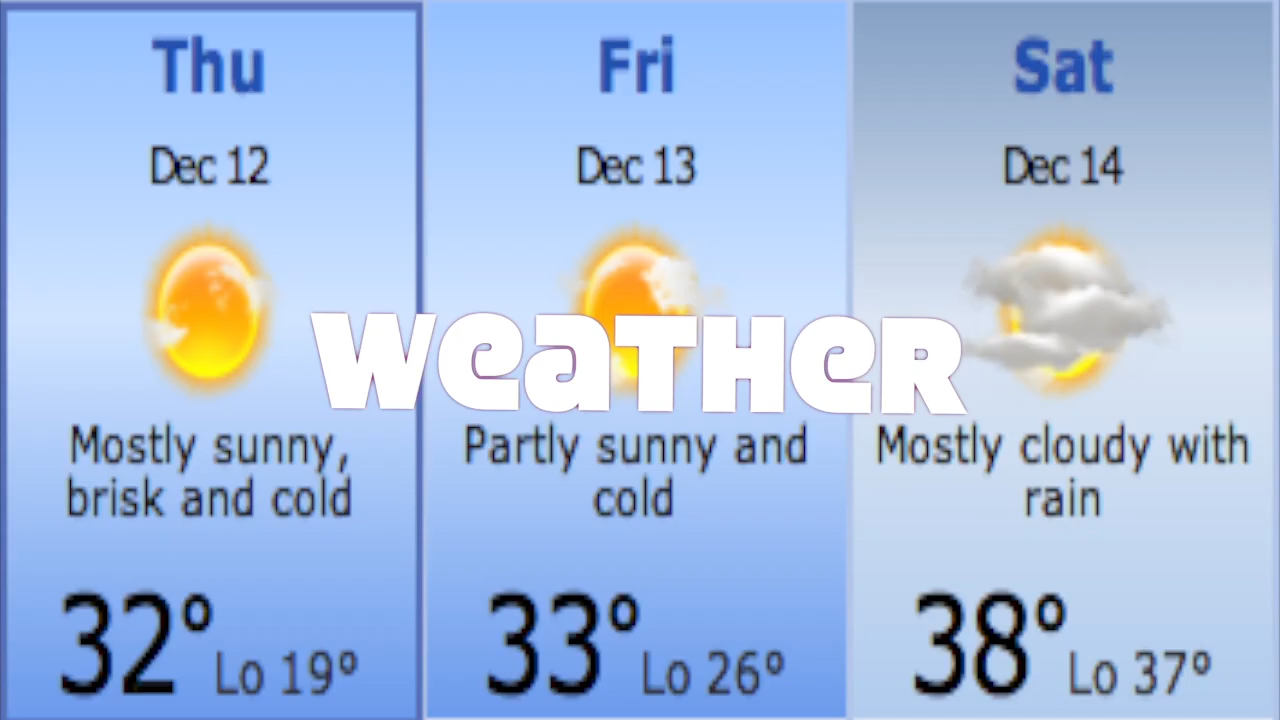 Thu
Dec 12
Mostly sunny,
brisk and cold
32° Lo 19°
Fri
Dec 13
Partly sunny and
cold
33° Lo 26°
Sat
Dec 14
Mostly cloudy with
rain
38° Lo 37°
weaTHeR